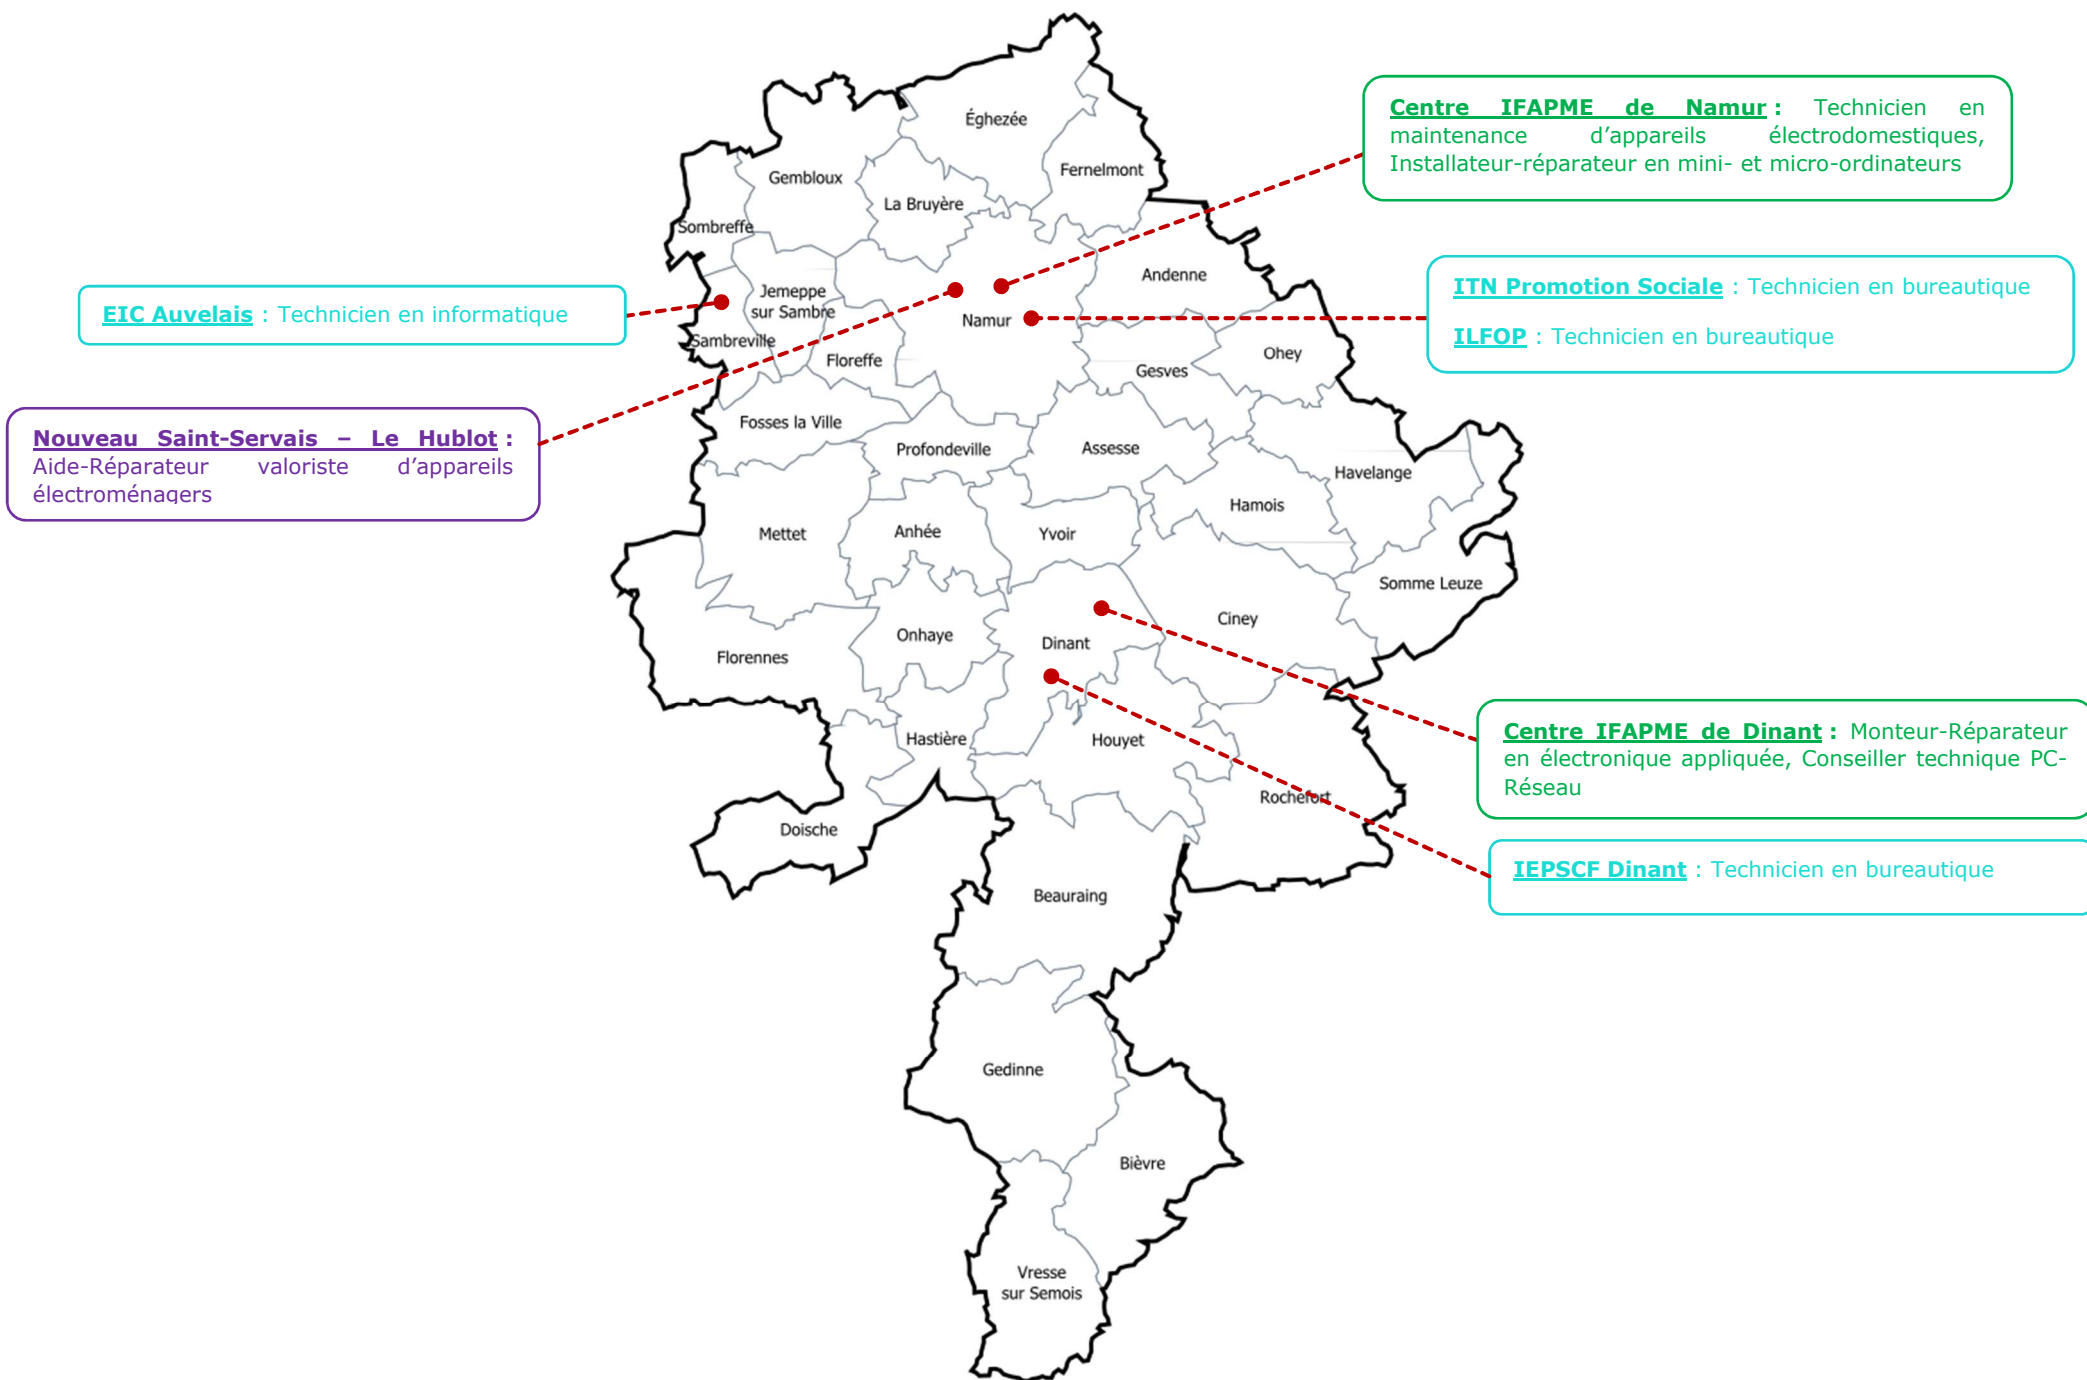 Éghezée
Centre IFAPME de Namur : Technicien en
maintenance d’appareils électrodomestiques,
Installateur-réparateur en mini- et micro-ordinateurs
Gembloux
Fernelmont
La Bruyère
Sombreffe
Andenne
ITN Promotion Sociale : Technicien en bureautique
ILFOP : Technicien en bureautique
EIC Auvelais : Technicien en informatique
Jemeppe
sur Sambre
Namur
Sambreville
Floreffe
Ohey
Gesves
Nouveau Saint-Servais – Le Hublot :
Aide-Réparateur valoriste d’appareils
électroménagers
Fosses la Ville
Profondeville
Assesse
Havelange
Hamois
Mettet
Anhée
Yvoir
Somme Leuze
Ciney
Onhaye
Dinant
Florennes
Hastière
Houyet
Centre IFAPME de Dinant : Monteur-Réparateur
en électronique appliquée, Conseiller technique PC-
Réseau
Rochefort
Doische
IEPSCF Dinant : Technicien en bureautique
Beauraing
Gedinne
Bièvre
Vresse
sur Semois